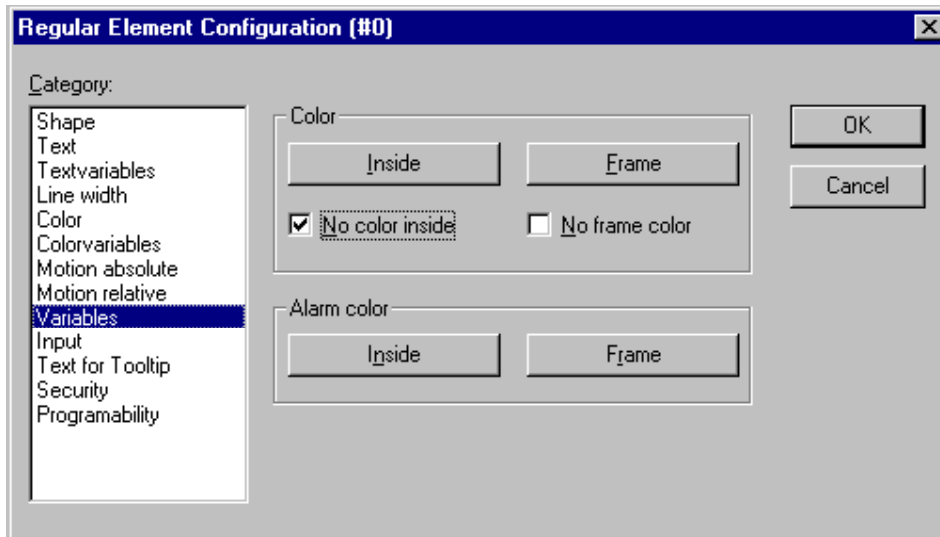 Regular Element Configuration (#0)
Category:
Shape
Text
Textvariables
Line width
Color
Colorvariables
Motion absolute
Motion relative
Variables
Input
Text for Tooltip
Security
Programability
Color
Inside
Frame
No color inside
No frame color
Alarm color
Inside
Frame
OK
Cancel